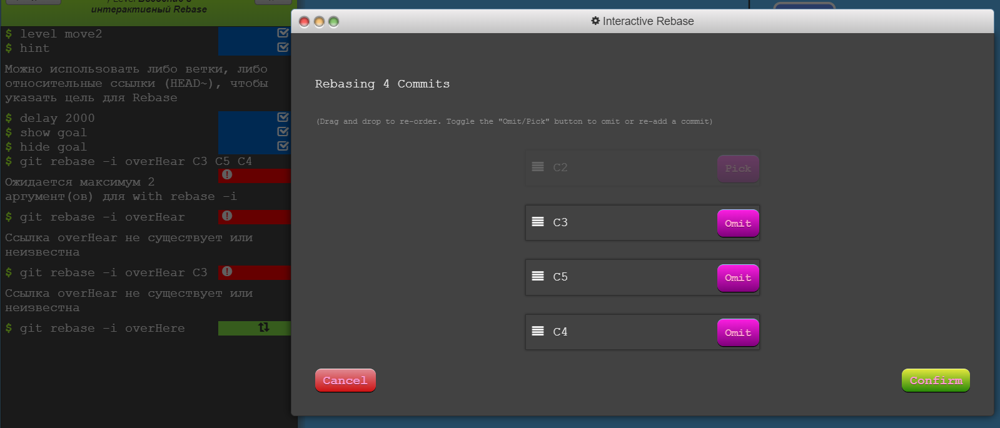 интерактивный Rebase
$ level move2
$ hint
Можно использовать либо ветки, либо
относительные ссылки (HEAD~), чтобы
указать цель для Rebase
$ delay 2000
$ show goal
$ hide goal
$ git rebase -i overHear C3 C5 C4
Ожидается максимум 2
аргумент(ов) для with rebase -i
$ git rebase -i overHear
Ссылка overHear не существует или
неизвестна
$ git rebase -i overHear C3
Ссылка overHear не существует или
неизвестна
$ git rebase -i overHere
Interactive Rebase
Rebasing 4 Commits
(Drag and drop to re-order. Toggle the "Omit/Pick" button to omit or re-add a commit)
C2 Pick
C3 Omit
C5 Omit
C4 Omit
Cancel Confirm